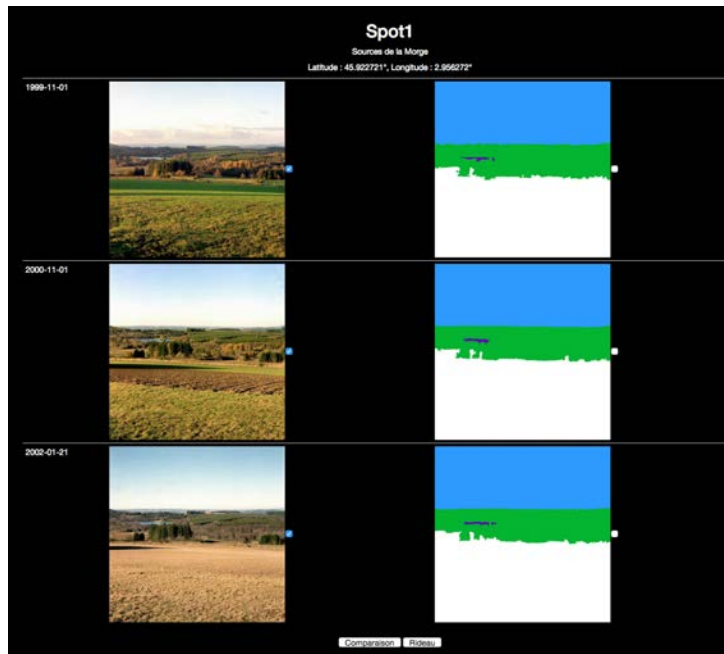 Spot1
Sources de la Morge
Latitude : 45.922721°, Longitude : 2.956272°
1999-11-01
2000-11-01
2002-01-21
Comparaison Rideau